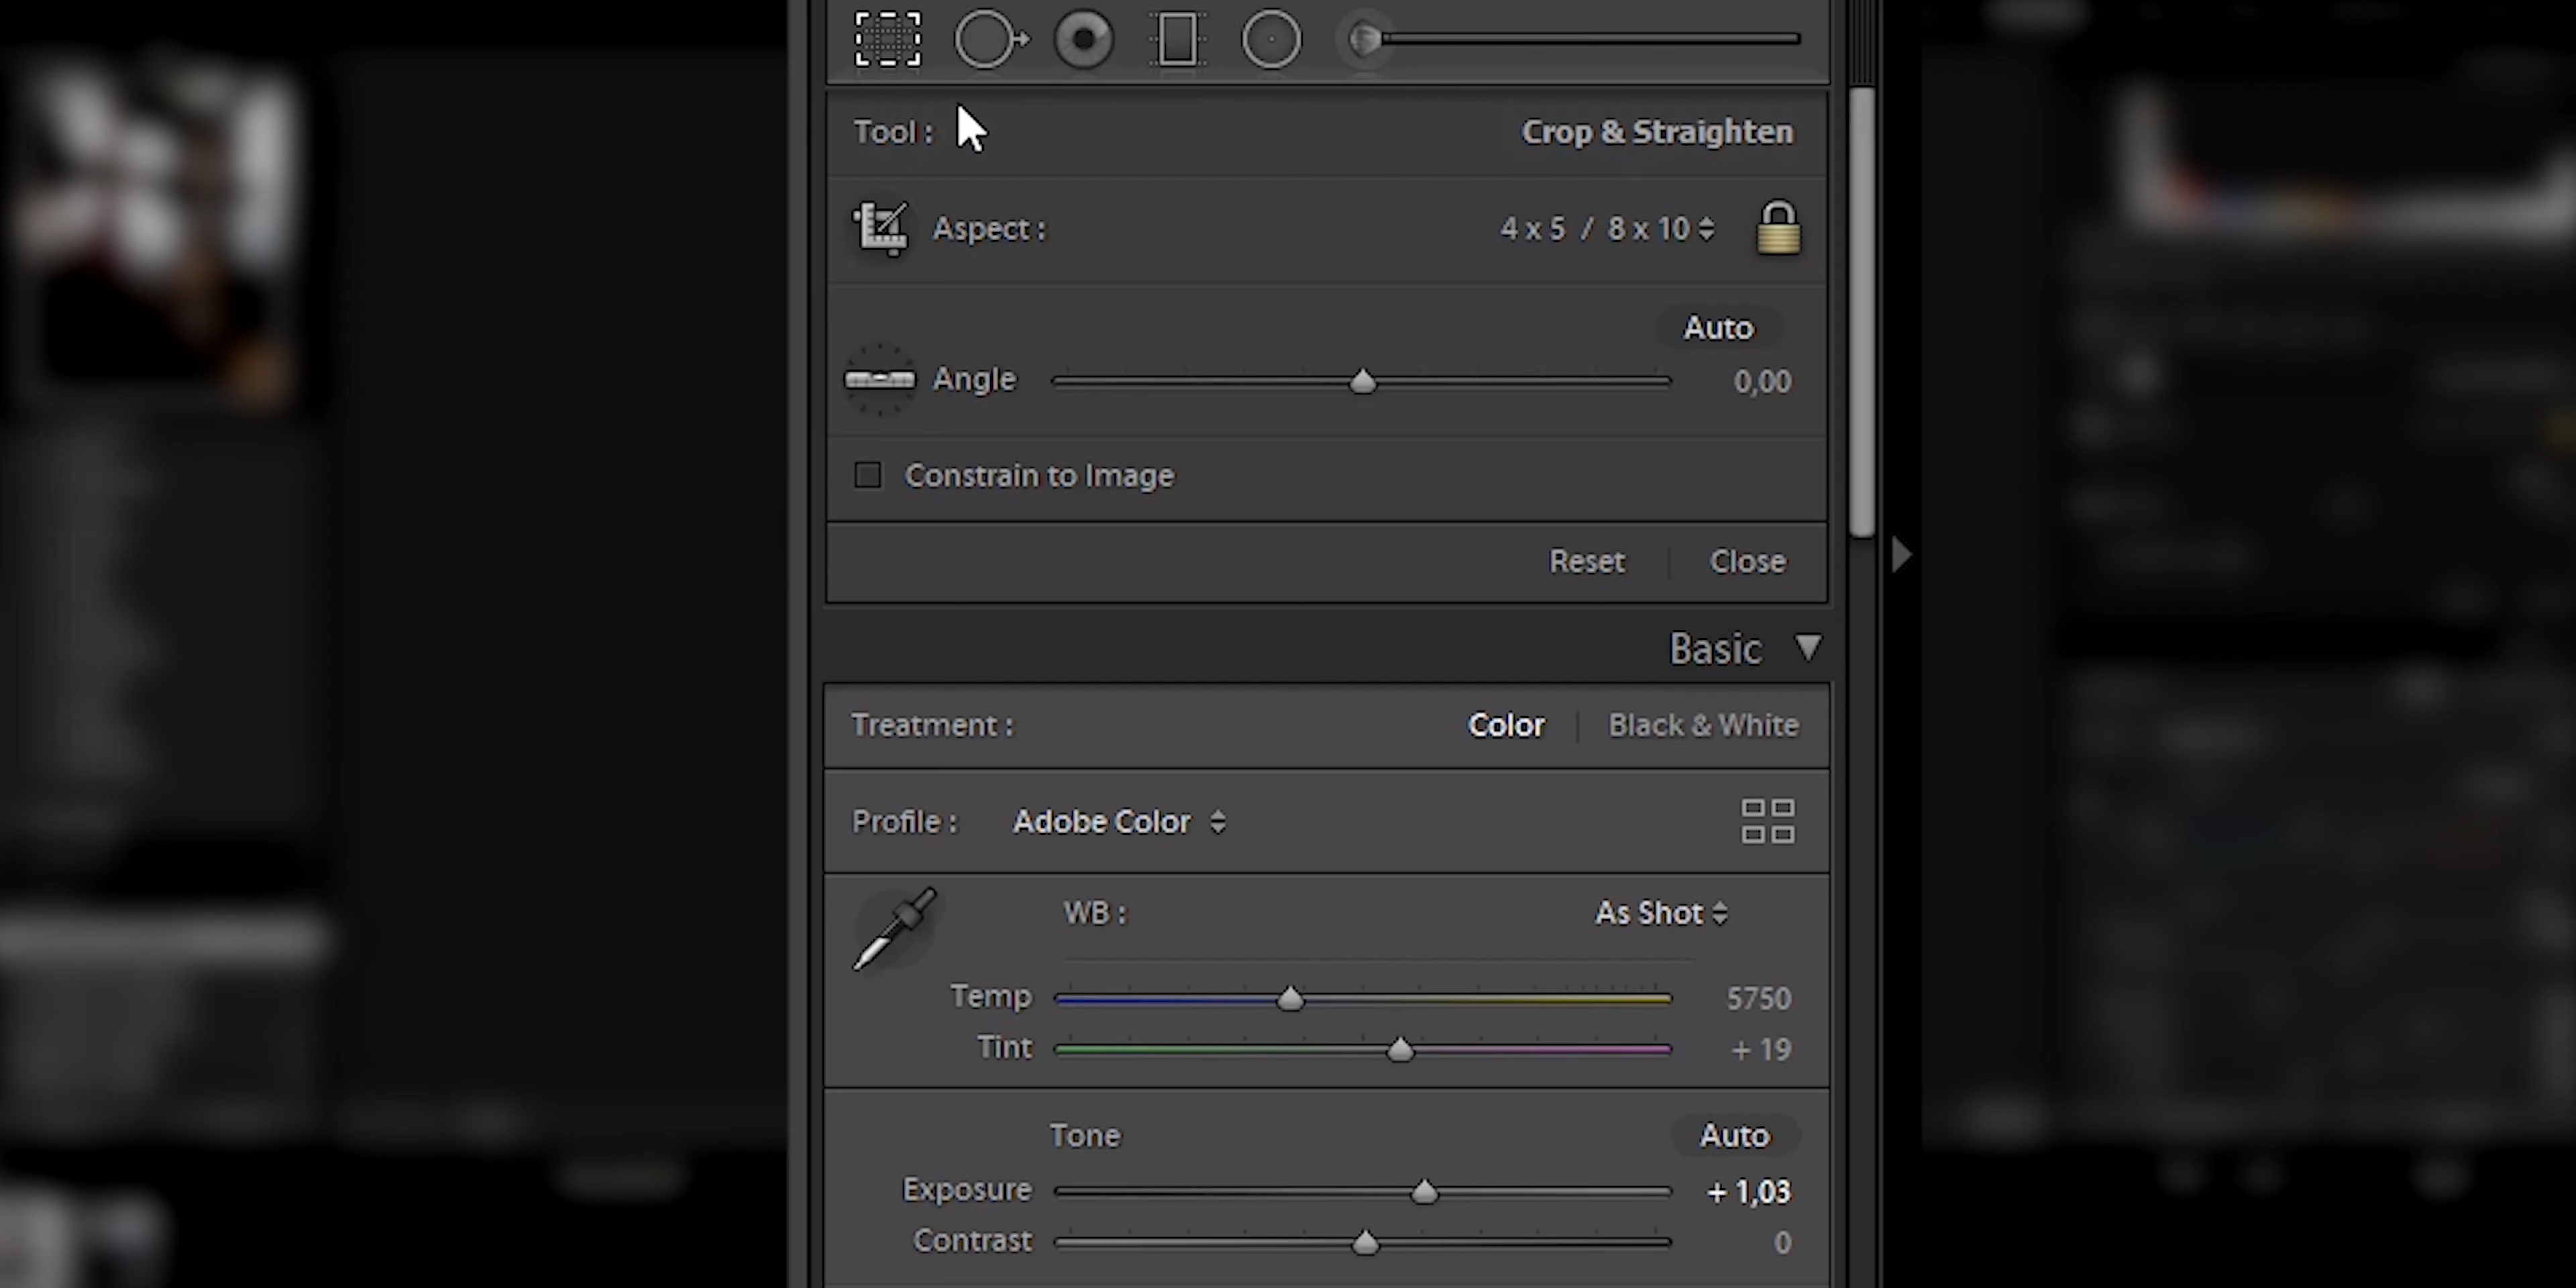 Tool : Crop & Straighten
Aspect : 4 x 5 / 8 x 10
Auto
Angle 0,00
Constrain to Image
Reset Close
Basic
Treatment : Color Black & White
Profile : Adobe Color
WB : As Shot
Temp 5750
Tint + 19
Tone Auto
Exposure + 1,03
Contrast 0